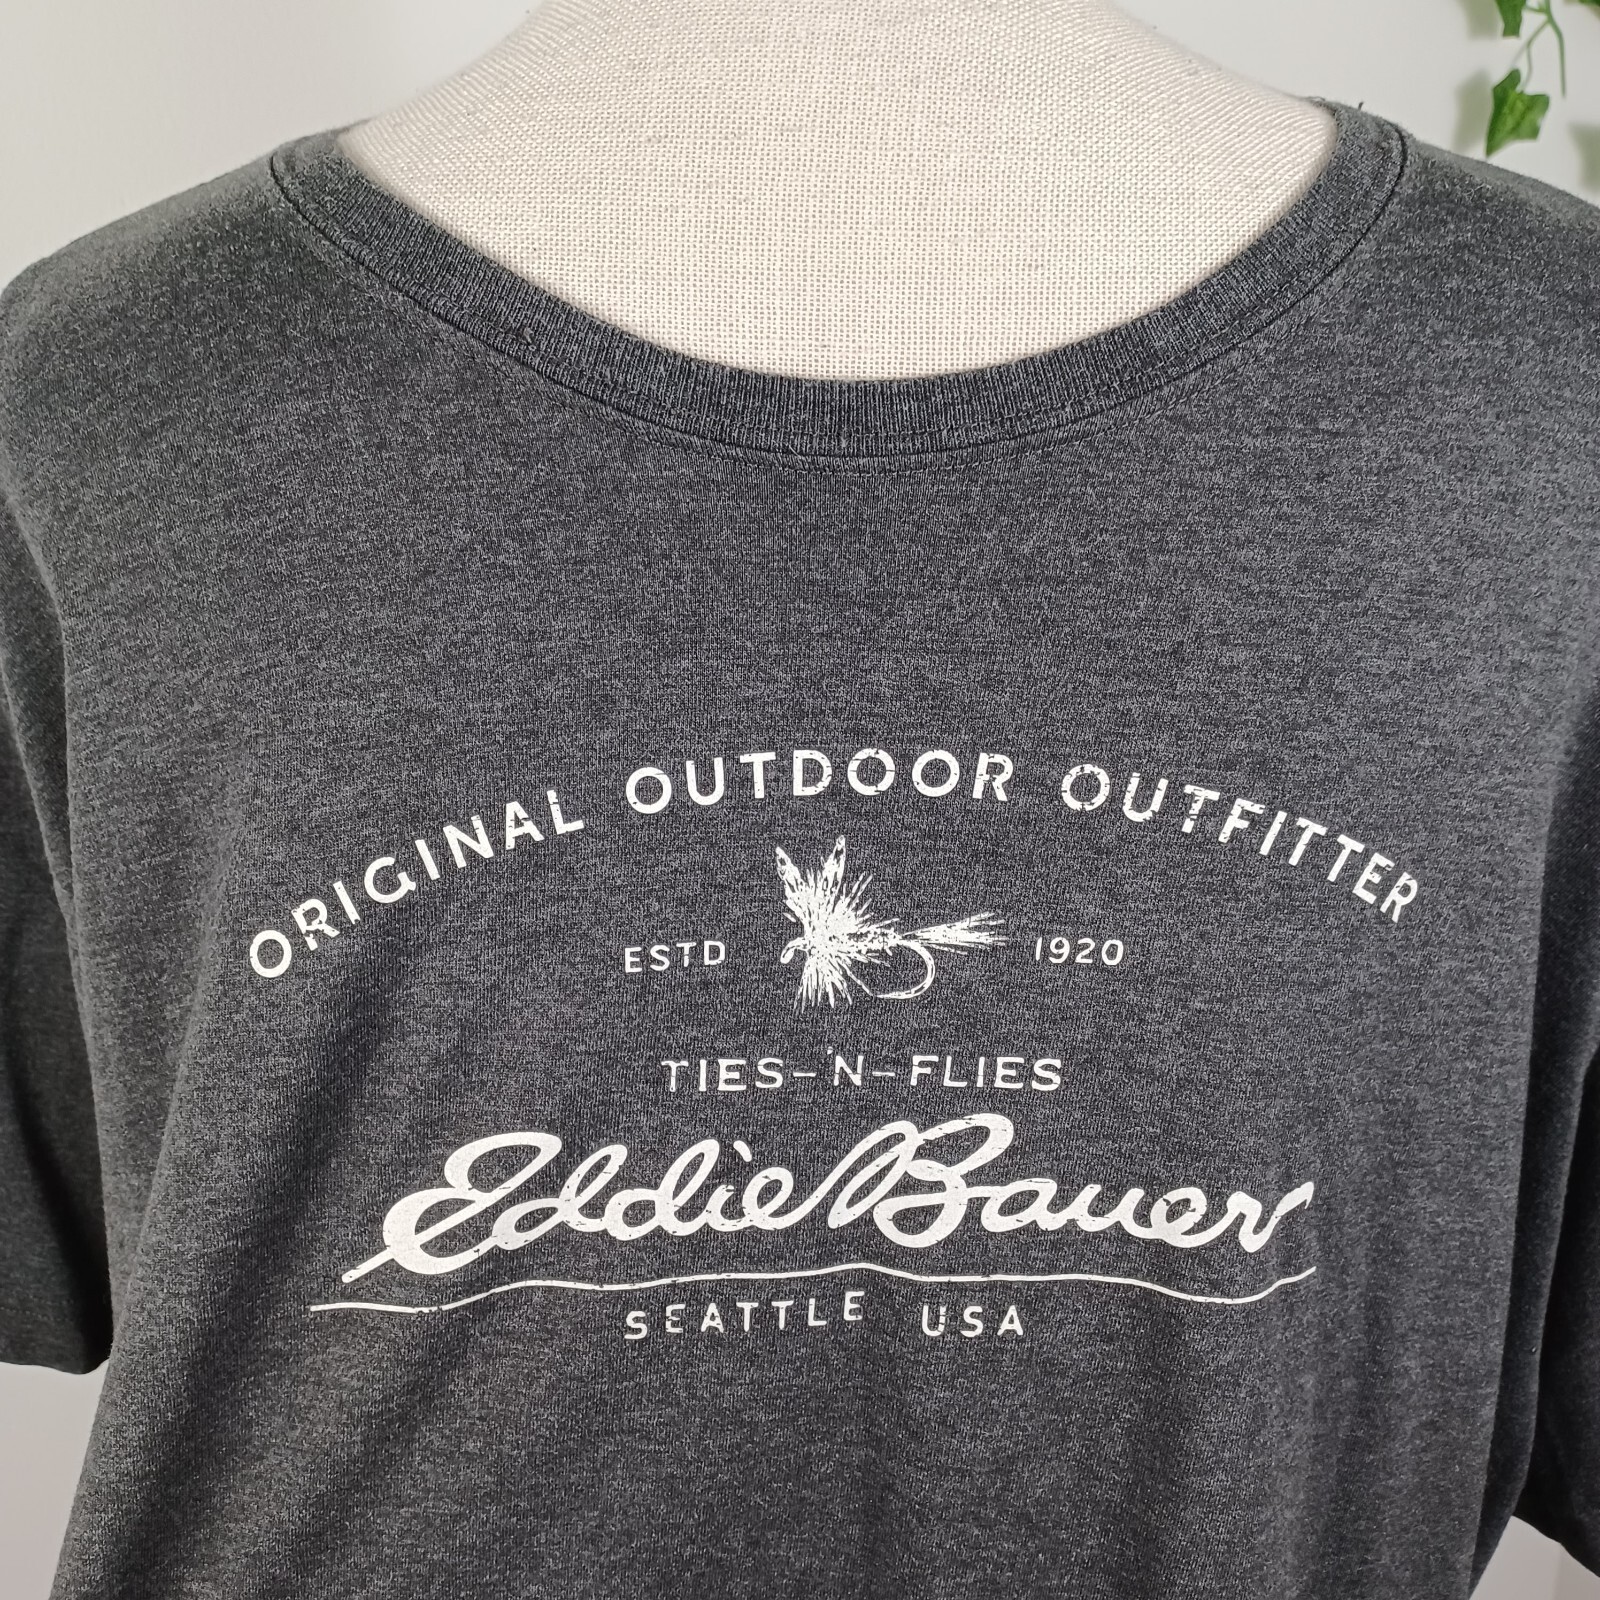 ORIGINAL OUTDOOR OUTFITTER
ESTD 1920
TIES-'N-FLIES
Eddie Bauer
SEATTLE USA